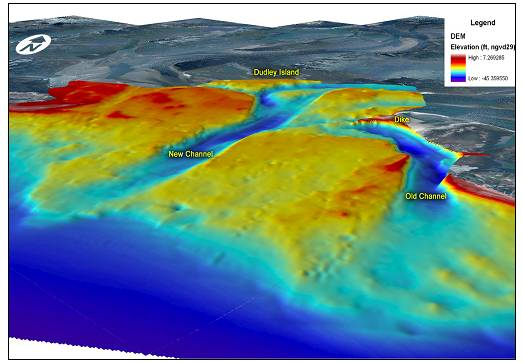 Legend
DEM
Elevation (ft, ngvd29)
High : 7.269285
Low : -45.359550
Dudley Island
Dike
New Channel
Old Channel
N